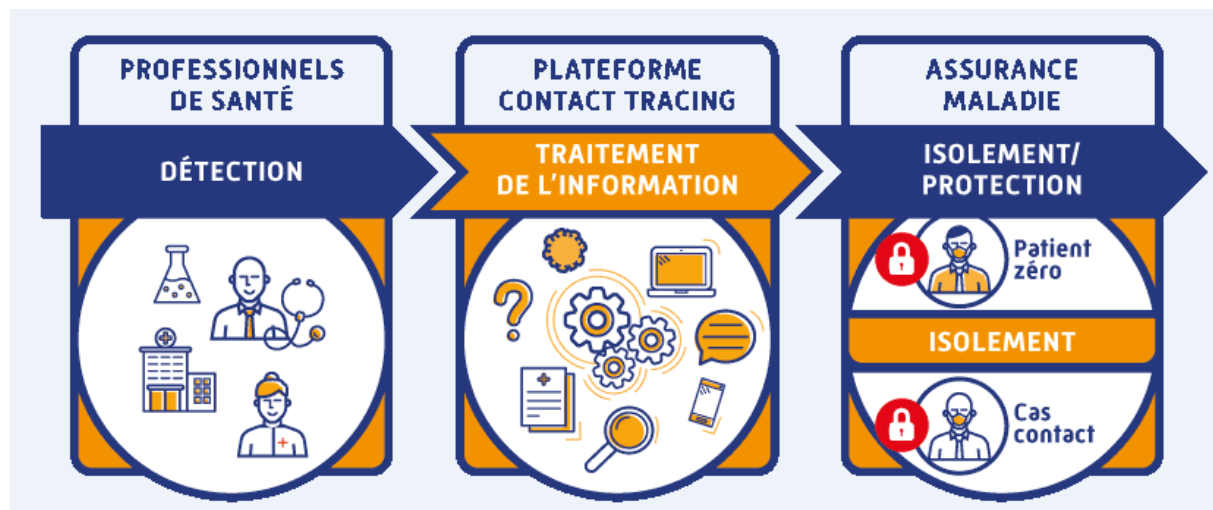 PROFESSIONNELS
DE SANTÉ
DÉTECTION
PLATEFORME
CONTACT TRACING
TRAITEMENT
DE L'INFORMATION
ASSURANCE
MALADIE
ISOLEMENT/
PROTECTION
Patient
zéro
ISOLEMENT
Cas
contact